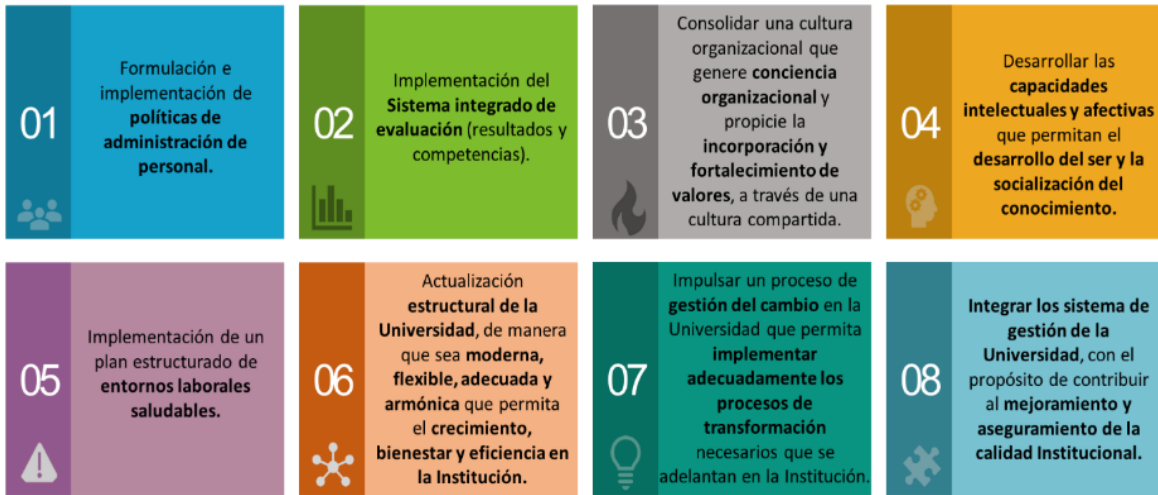 01
Formulación e
implementación de
políticas de
administración de
personal.
02
Implementación del
Sistema integrado de
evaluación (resultados y
competencias).
03
Consolidar una cultura
organizacional que
genere conciencia
organizacional y
propicie la
incorporación y
fortalecimiento de
valores, a través de una
cultura compartida.
04
Desarrollar las
capacidades
intelectuales y afectivas
que permitan el
desarrollo del ser y la
socialización del
conocimiento.
05
Implementación de un
plan estructurado de
entornos laborales
saludables.
06
Actualización
estructural de la
Universidad, de manera
que sea moderna,
flexible, adecuada y
armónica que permita
el crecimiento,
bienestar y eficiencia en
la Institución.
07
Impulsar un proceso de
gestión del cambio en la
Universidad que permita
implementar
adecuadamente los
procesos de
transformación
necesarios que se
adelantan en la Institución.
08
Integrar los sistema de
gestión de la
Universidad, con el
propósito de contribuir
al mejoramiento y
aseguramiento de la
calidad Institucional.